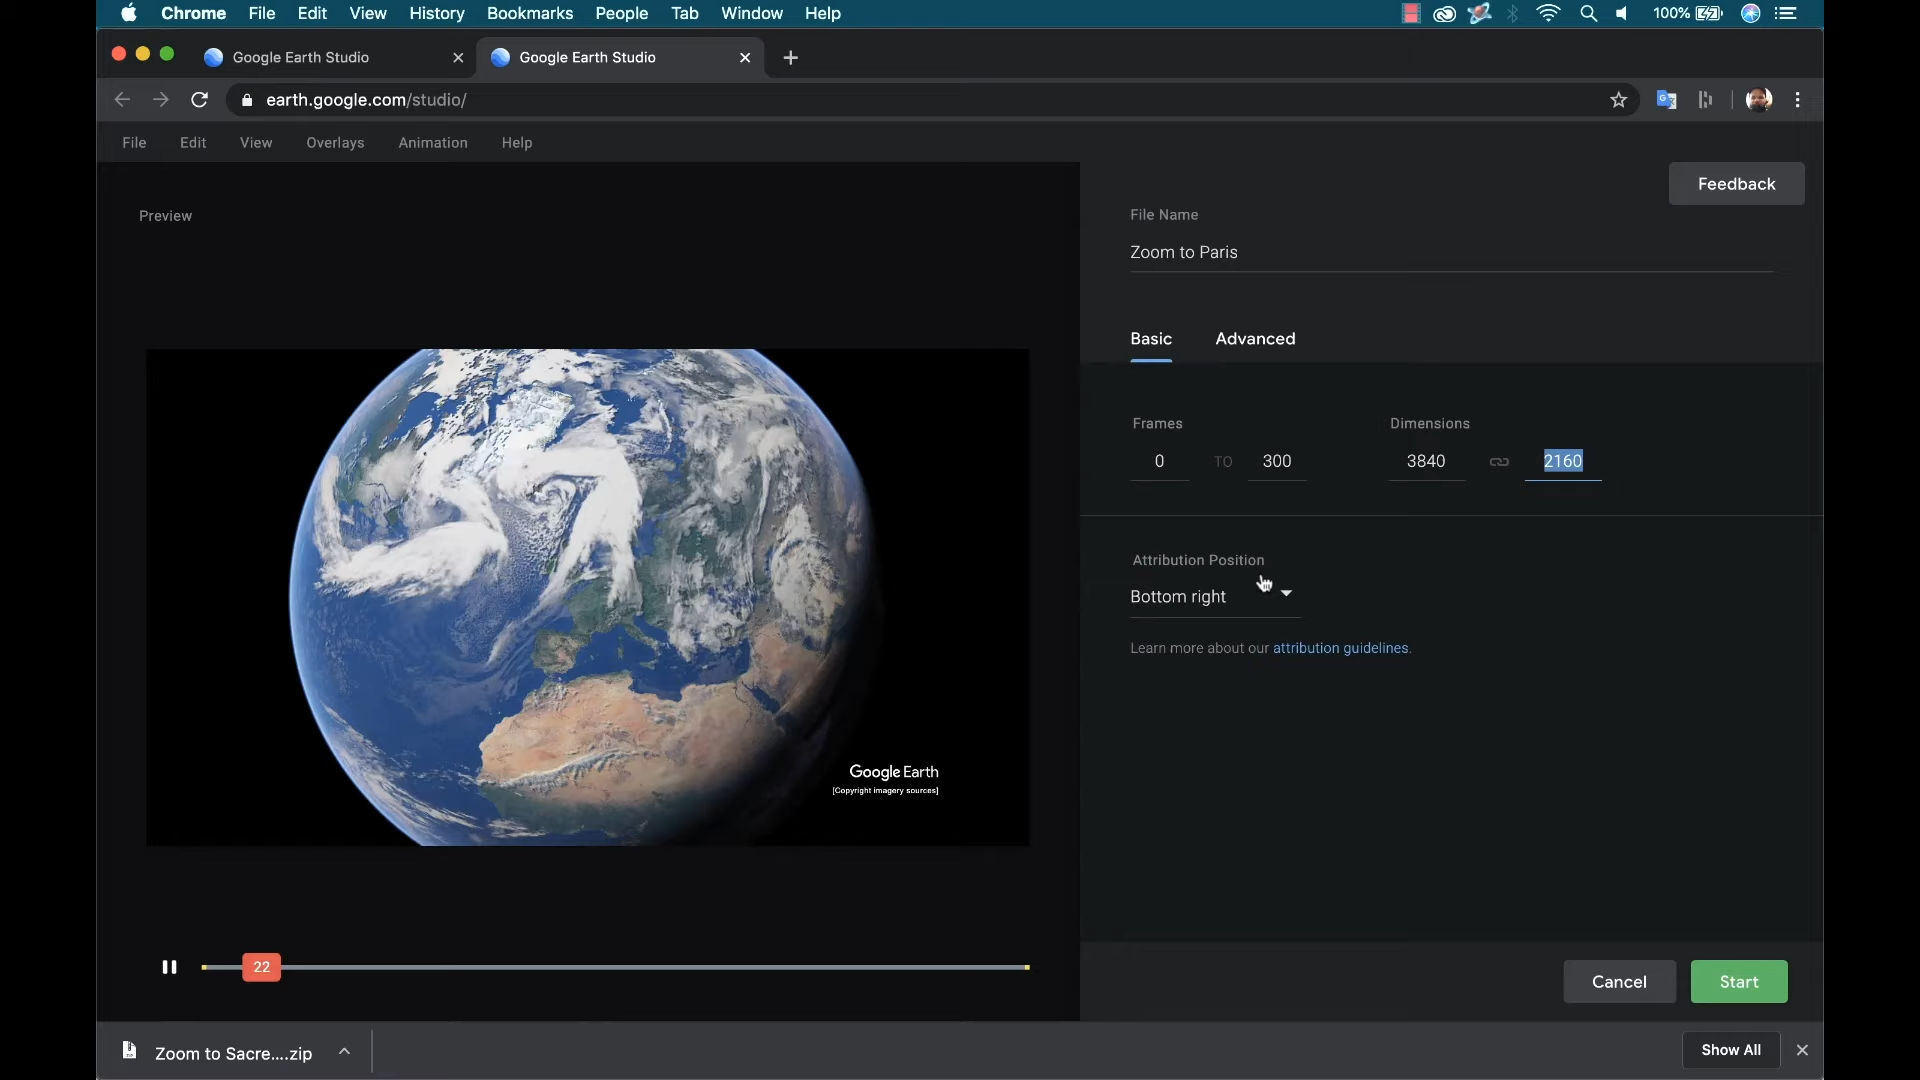 Chrome File Edit View History Bookmarks People Tab Window Help 100%
Google Earth Studio Google Earth Studio
earth.google.com/studio/
File Edit View Overlays Animation Help
Feedback
Preview
File Name
Zoom to Paris
Basic Advanced
Frames Dimensions
0 TO 300 3840 2160
Attribution Position
Bottom right
Learn more about our attribution guidelines.
Google Earth
[Copyright imagery sources]
22
Cancel Start
Zoom to Sacre....zip Show All